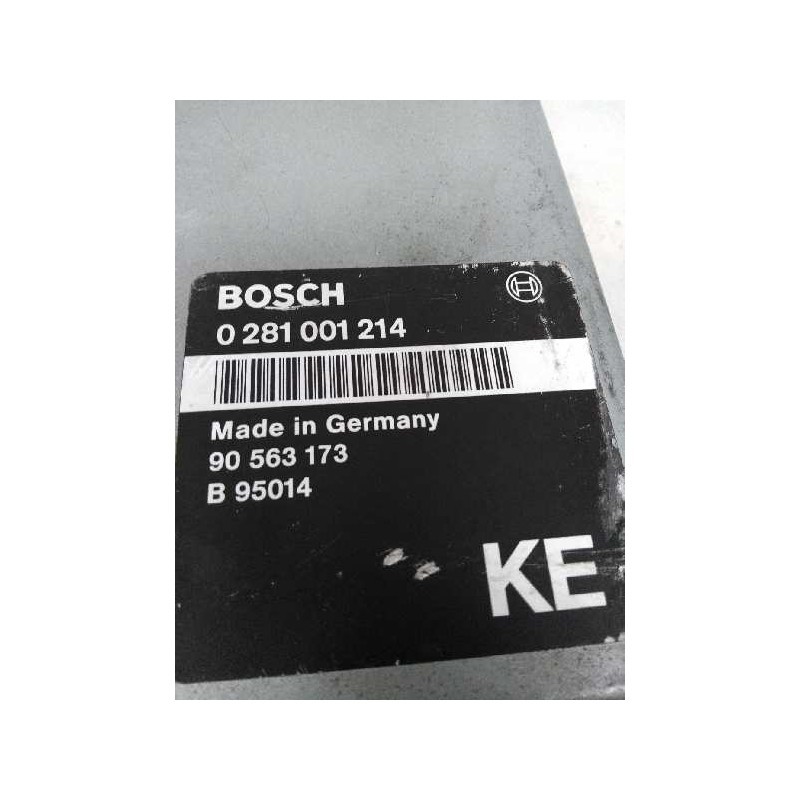 BOSCH
0 281 001 214
Made in Germany
90 563 173
B 95014
KE